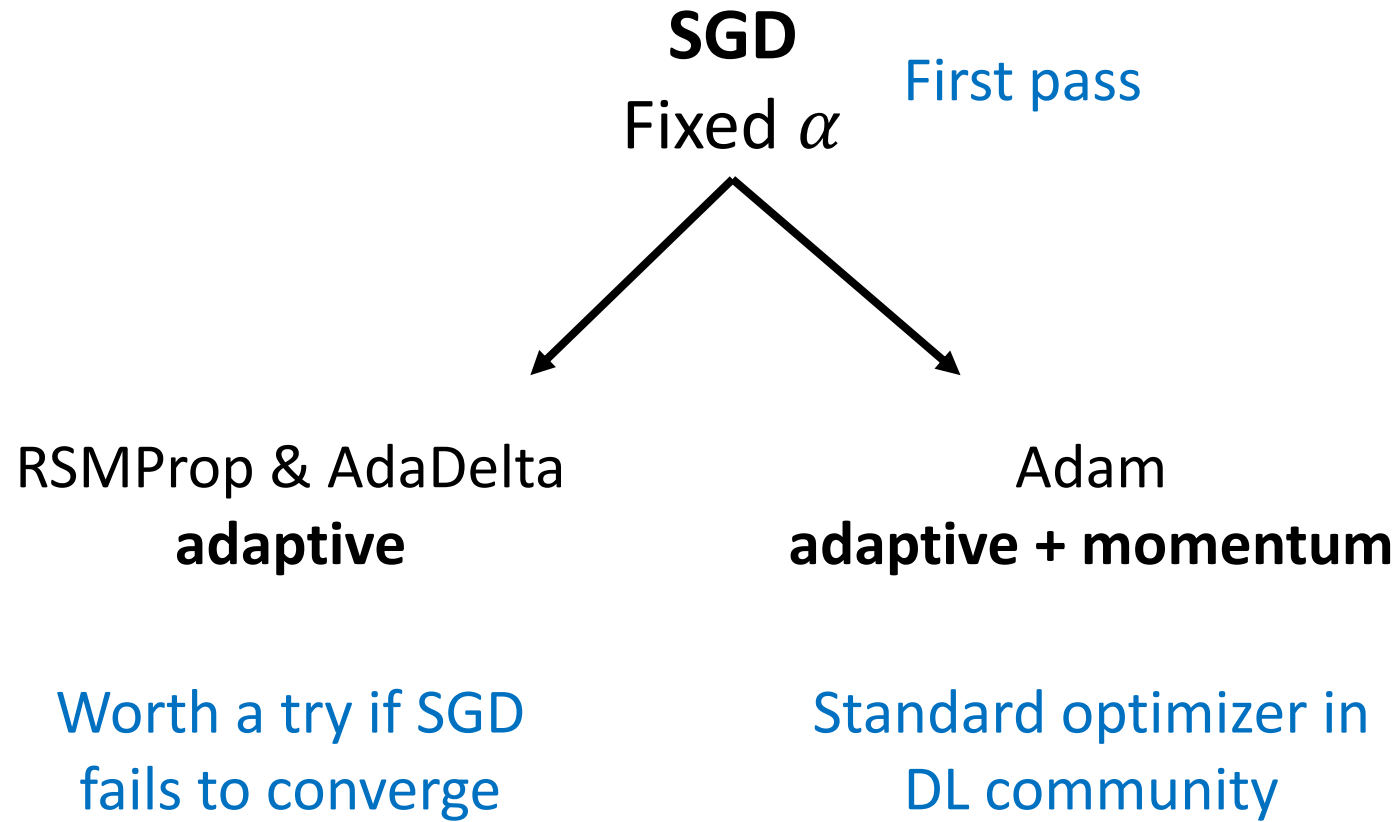 SGD
Fixed α
First pass
RSMProp & AdaDelta
adaptive
Worth a try if SGD
fails to converge
Adam
adaptive + momentum
Standard optimizer in
DL community